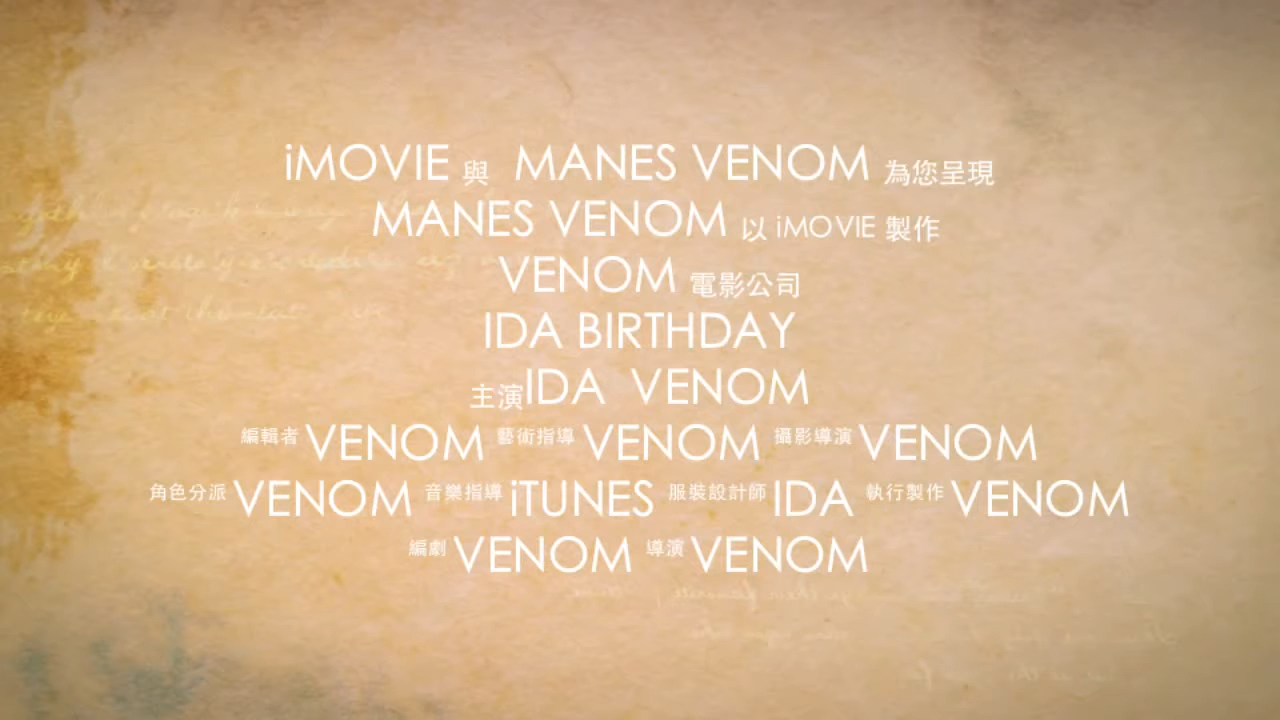 iMOVIE 與 MANES VENOM 為您呈現
MANES VENOM 以 iMOVIE 製作
VENOM 電影公司
IDA BIRTHDAY
主演IDA VENOM
編輯者 VENOM 藝術指導 VENOM 攝影導演 VENOM
角色分派 VENOM 音樂指導 iTUNES 服裝設計師 IDA 執行製作 VENOM
編劇 VENOM 導演 VENOM